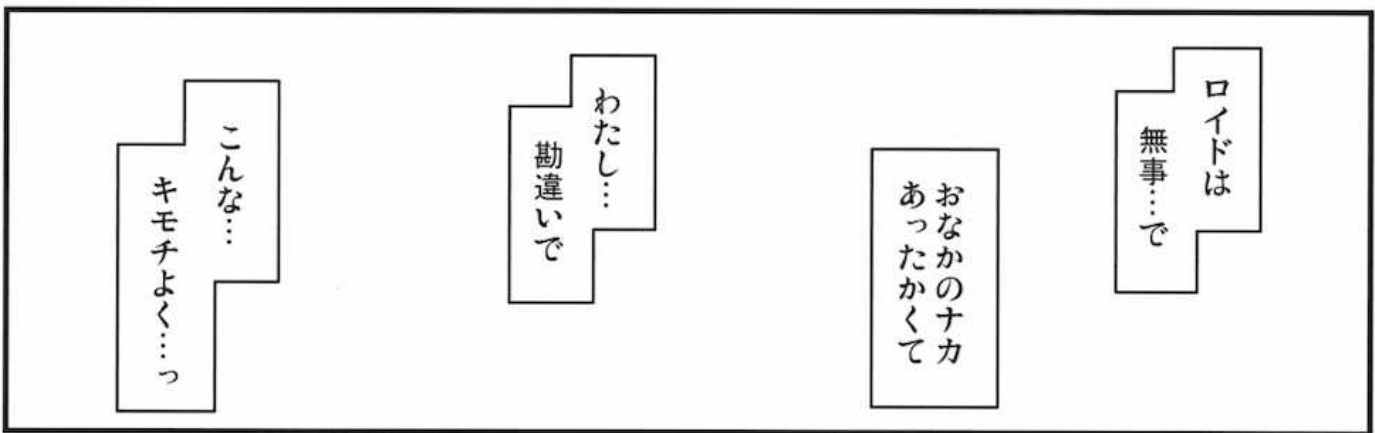 ロイドは
無事…で
おなかのナカ
あったかくて
わたし…
勘違いで
こんな…
キモチよく……っ